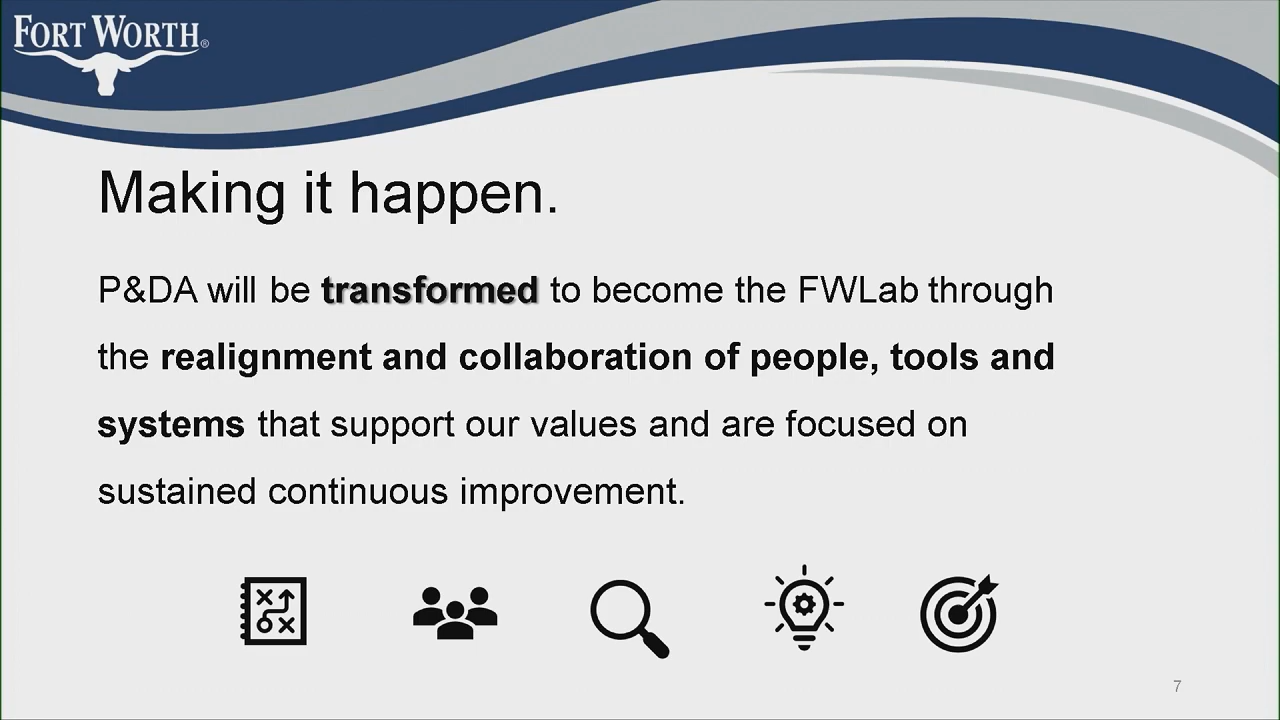 FORT WORTH®
Making it happen.
P&DA will be transformed to become the FWLab through
the realignment and collaboration of people, tools and
systems that support our values and are focused on
sustained continuous improvement.
7